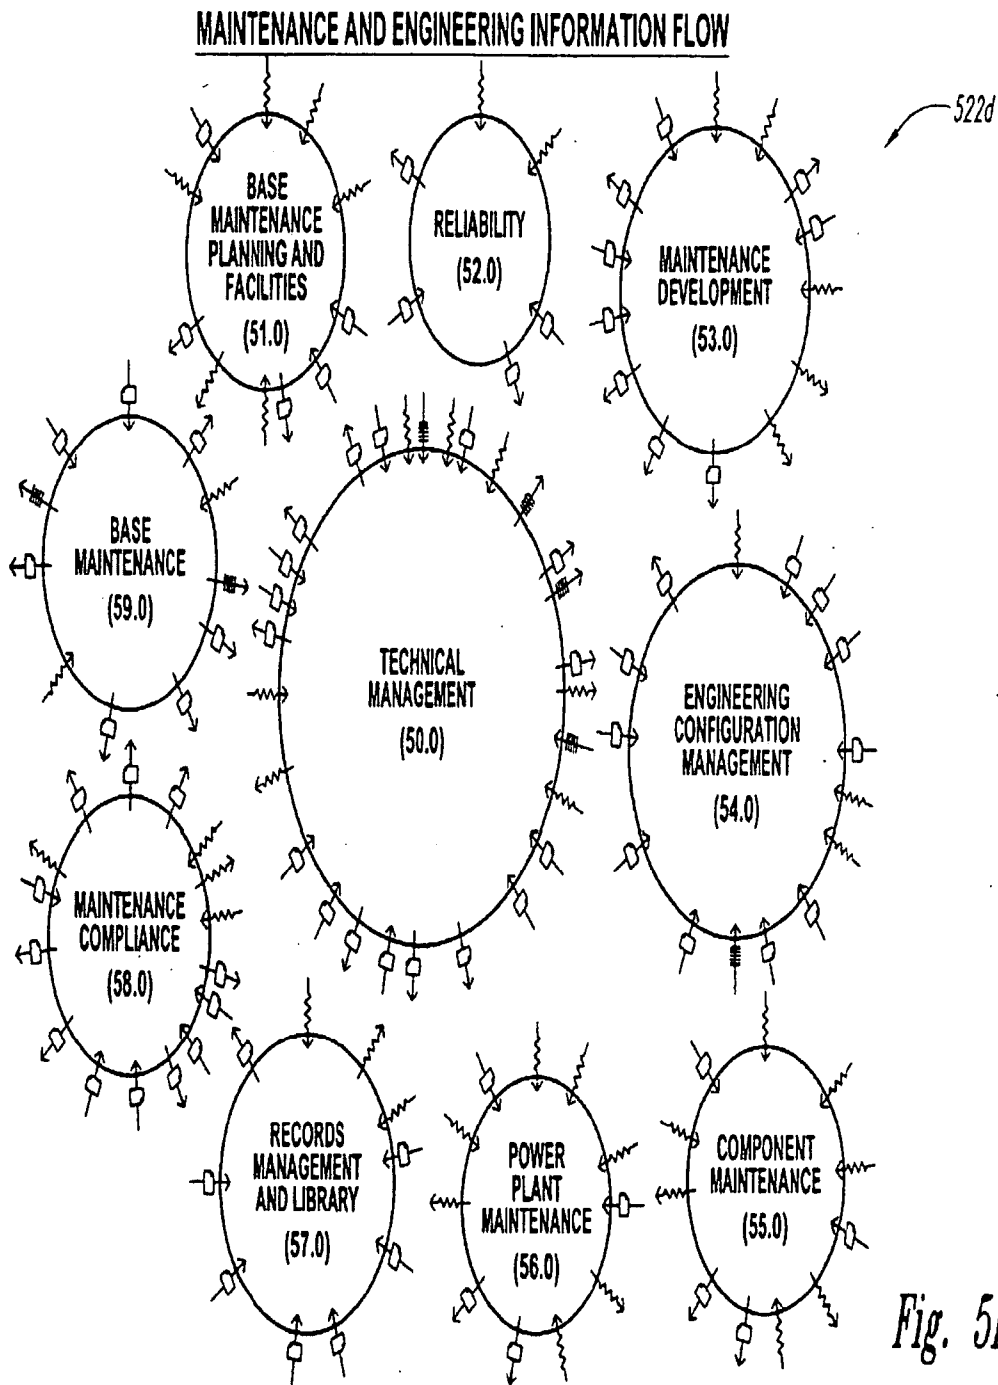 MAINTENANCE AND ENGINEERING INFORMATION FLOW
522d
BASE
MAINTENANCE
PLANNING AND
FACILITIES
(51.0)
RELIABILITY
(52.0)
MAINTENANCE
DEVELOPMENT
(53.0)
BASE
MAINTENANCE
(59.0)
TECHNICAL
MANAGEMENT
(50.0)
ENGINEERING
CONFIGURATION
MANAGEMENT
(54.0)
MAINTENANCE
COMPLIANCE
(58.0)
RECORDS
MANAGEMENT
AND LIBRARY
(57.0)
POWER
PLANT
MAINTENANCE
(56.0)
COMPONENT
MAINTENANCE
(55.0)
Fig.